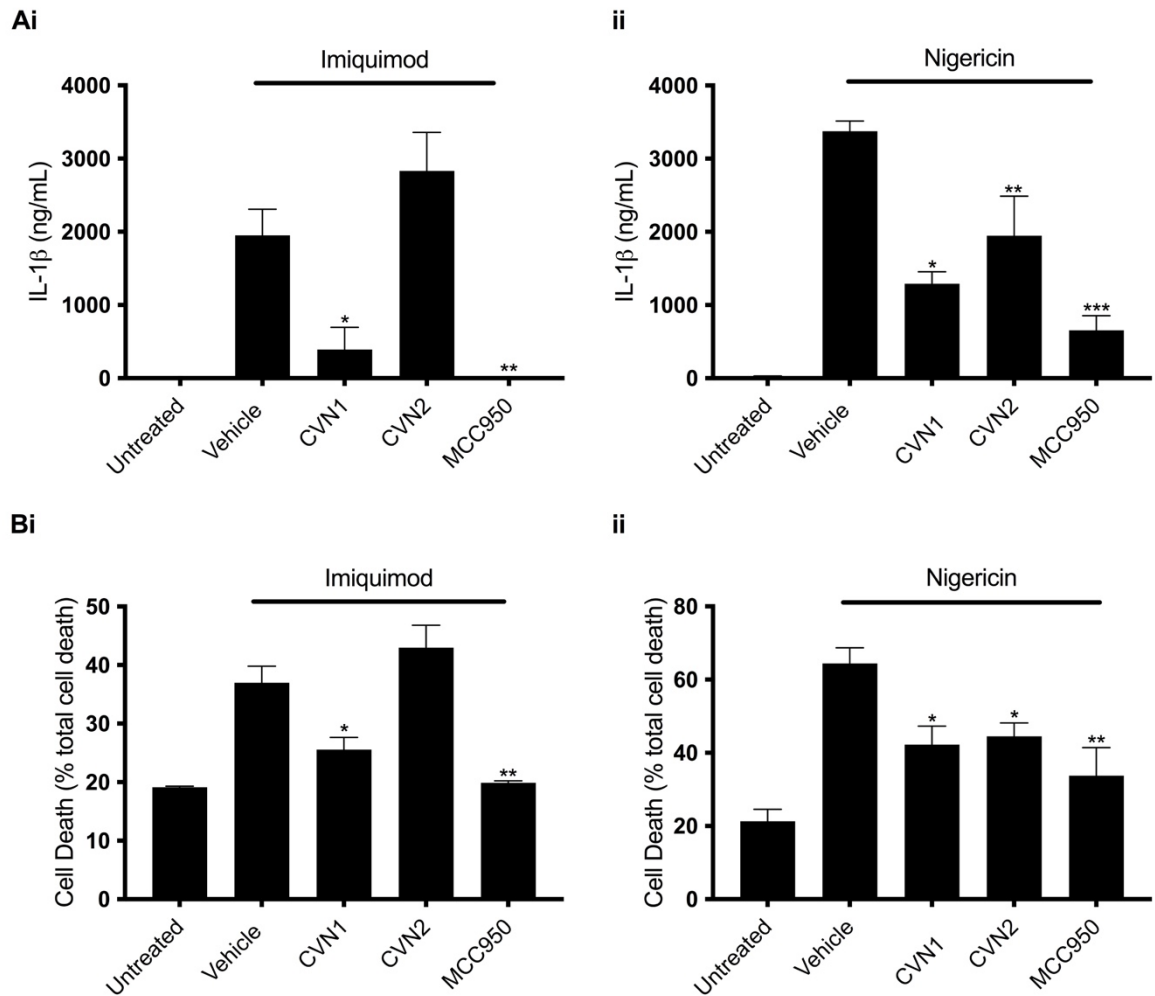 Ai
Imiquimod
IL-1β (ng/mL)
4000
3000
2000
1000
0
*
**
Untreated
Vehicle
CVN1
CVN2
MCC950
ii
Nigericin
IL-1β (ng/mL)
4000
3000
2000
1000
0
*
**
***
Untreated
Vehicle
CVN1
CVN2
MCC950
Bi
Imiquimod
Cell Death (% total cell death)
50
40
30
20
10
0
*
**
Untreated
Vehicle
CVN1
CVN2
MCC950
ii
Nigericin
Cell Death (% total cell death)
80
60
40
20
0
*
*
**
Untreated
Vehicle
CVN1
CVN2
MCC950